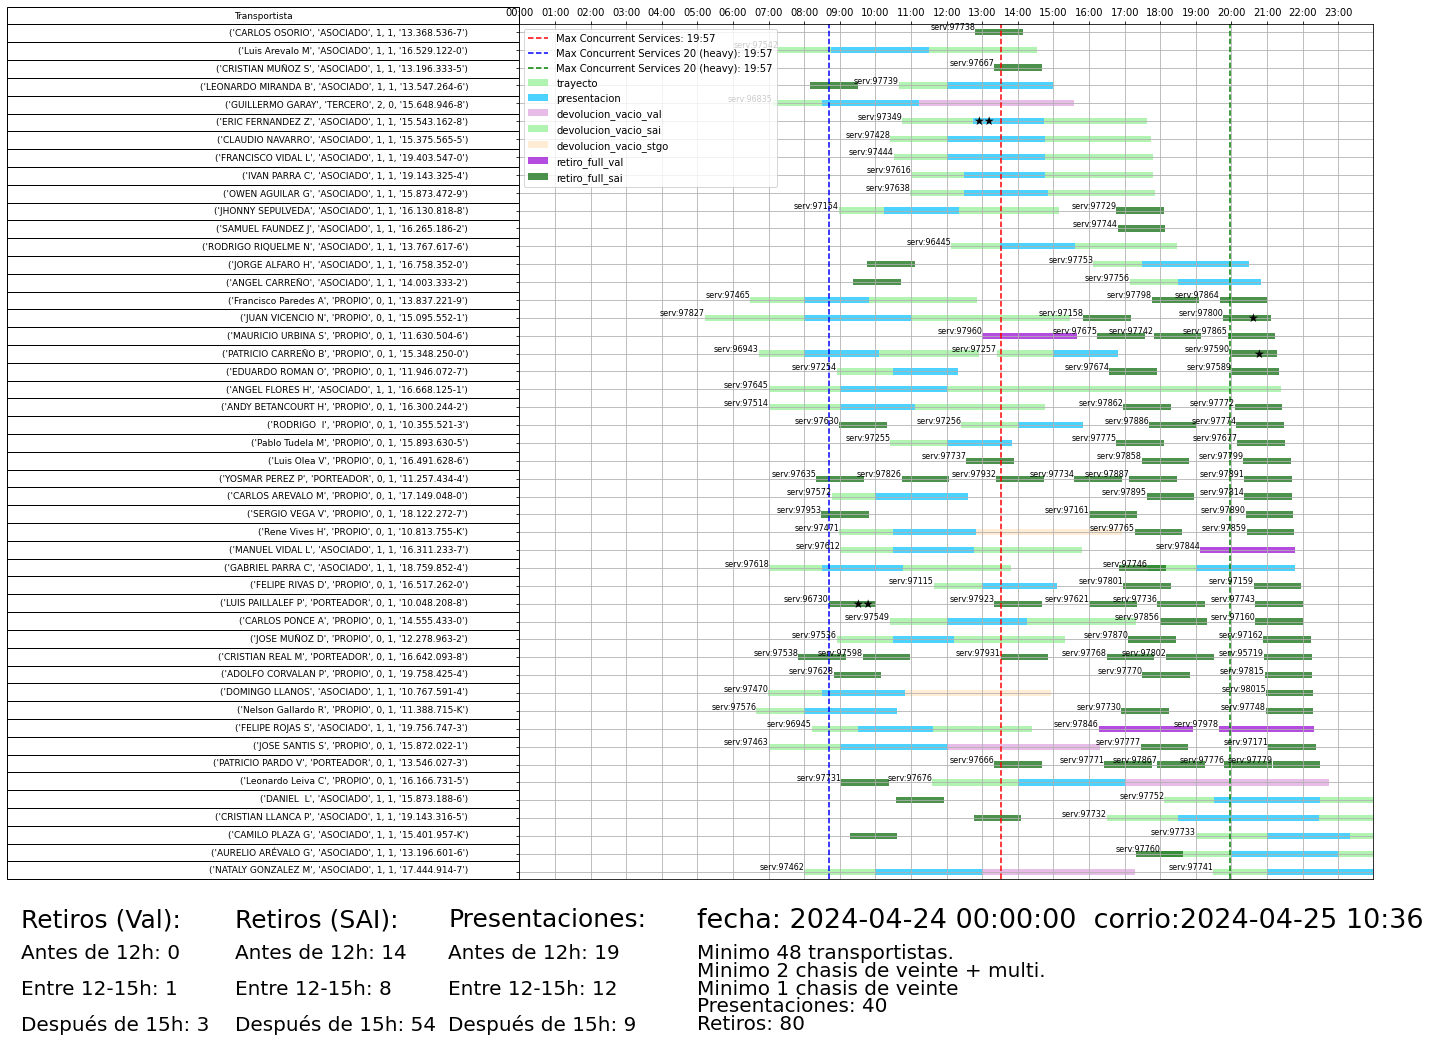 Transportista
00:00 01:00 02:00 03:00 04:00 05:00 06:00 07:00 08:00 09:00 10:00 11:00 12:00 13:00 14:00 15:00 16:00 17:00 18:00 19:00 20:00 21:00 22:00 23:00
Max Concurrent Services: 19:57
Max Concurrent Services 20 (heavy): 19:57
Max Concurrent Services 20 (heavy): 19:57
trayecto
presentacion
devolucion_vacio_val
devolucion_vacio_sai
devolucion_vacio_stgo
retiro_full_val
retiro_full_sai
('CARLOS OSORIO', 'ASOCIADO', 1, 1, '13.368.536-7') serv:97738
('Luis Arevalo M', 'ASOCIADO', 1, 1, '16.529.122-0') serv:97542
('CRISTIAN MUÑOZ S', 'ASOCIADO', 1, 1, '13.196.333-5') serv:97667
('LEONARDO MIRANDA B', 'ASOCIADO', 1, 1, '13.547.264-6') serv:97739
('GUILLERMO GARAY', 'TERCERO', 2, 0, '15.648.946-8') serv:96835
('ERIC FERNANDEZ Z', 'ASOCIADO', 1, 1, '15.543.162-8') serv:97349
('CLAUDIO NAVARRO', 'ASOCIADO', 1, 1, '15.375.565-5') serv:97428
('FRANCISCO VIDAL L', 'ASOCIADO', 1, 1, '19.403.547-0') serv:97444
('IVAN PARRA C', 'ASOCIADO', 1, 1, '19.143.325-4') serv:97616
('OWEN AGUILAR G', 'ASOCIADO', 1, 1, '15.873.472-9') serv:97638
('JHONNY SEPULVEDA', 'ASOCIADO', 1, 1, '16.130.818-8') serv:97154 serv:97729
('SAMUEL FAUNDEZ J', 'ASOCIADO', 1, 1, '16.265.186-2') serv:97744
('RODRIGO RIQUELME N', 'ASOCIADO', 1, 1, '13.767.617-6') serv:96445
('JORGE ALFARO H', 'ASOCIADO', 1, 1, '16.758.352-0') serv:97753
('ANGEL CARREÑO', 'ASOCIADO', 1, 1, '14.003.333-2') serv:97756
('Francisco Paredes A', 'PROPIO', 0, 1, '13.837.221-9') serv:97465 serv:97798 serv:97864
('JUAN VICENCIO N', 'PROPIO', 0, 1, '15.095.552-1') serv:97827 serv:97158 serv:97800
('MAURICIO URBINA S', 'PROPIO', 0, 1, '11.630.504-6') serv:97960 serv:97675 serv:97742 serv:97865
('PATRICIO CARREÑO B', 'PROPIO', 0, 1, '15.348.250-0') serv:96943 serv:97257 serv:97590
('EDUARDO ROMAN O', 'PROPIO', 0, 1, '11.946.072-7') serv:97254 serv:97674 serv:97589
('ANGEL FLORES H', 'PROPIO', 0, 1, '16.668.125-1') serv:97645
('ANDY BETANCOURT H', 'PROPIO', 0, 1, '16.300.244-2') serv:97514 serv:97862 serv:97772
('RODRIGO  I', 'PROPIO', 0, 1, '10.355.521-3') serv:97630 serv:97256 serv:97886 serv:97774
('Pablo Tudela M', 'PROPIO', 0, 1, '15.893.630-5') serv:97255 serv:97775 serv:97677
('Luis Olea V', 'PROPIO', 0, 1, '16.491.628-6') serv:97737 serv:97858 serv:97799
('YOSMAR PEREZ P', 'PORTEADOR', 0, 1, '11.257.434-4') serv:97635 serv:97826 serv:97932 serv:97734 serv:97887 serv:97891
('CARLOS AREVALO M', 'PROPIO', 0, 1, '17.149.048-0') serv:97572 serv:97895 serv:97814
('SERGIO VEGA V', 'PROPIO', 0, 1, '18.122.272-7') serv:97953 serv:97161 serv:97890
('Rene Vives H', 'PROPIO', 0, 1, '10.813.755-K') serv:97471 serv:97765 serv:97859
('MANUEL VIDAL L', 'ASOCIADO', 1, 1, '16.311.233-7') serv:97612 serv:97844
('GABRIEL PARRA C', 'ASOCIADO', 1, 1, '18.759.852-4') serv:97618 serv:97746
('FELIPE RIVAS D', 'PROPIO', 0, 1, '16.517.262-0') serv:97115 serv:97801 serv:97159
('LUIS PAILLALEF P', 'PORTEADOR', 0, 1, '10.048.208-8') serv:96730 serv:97923 serv:97621 serv:97736 serv:97743
('CARLOS PONCE A', 'PROPIO', 0, 1, '14.555.433-0') serv:97549 serv:97856 serv:97160
('JOSE MUÑOZ D', 'PROPIO', 0, 1, '12.278.963-2') serv:97536 serv:97870 serv:97162
('CRISTIAN REAL M', 'PORTEADOR', 0, 1, '16.642.093-8') serv:97538 serv:97598 serv:97931 serv:97768 serv:97802 serv:95719
('ADOLFO CORVALAN P', 'PROPIO', 0, 1, '19.758.425-4') serv:97628 serv:97770 serv:97815
('DOMINGO LLANOS', 'ASOCIADO', 1, 1, '10.767.591-4') serv:97470 serv:98015
('Nelson Gallardo R', 'PROPIO', 0, 1, '11.388.715-K') serv:97576 serv:97730 serv:97748
('FELIPE ROJAS S', 'ASOCIADO', 1, 1, '19.756.747-3') serv:96945 serv:97846 serv:97978
('JOSE SANTIS S', 'PROPIO', 0, 1, '15.872.022-1') serv:97463 serv:97777 serv:97171
('PATRICIO PARDO V', 'PORTEADOR', 0, 1, '13.546.027-3') serv:97666 serv:97771 serv:97867 serv:97776 serv:97779
('Leonardo Leiva C', 'PROPIO', 0, 1, '16.166.731-5') serv:97731 serv:97676
('DANIEL  L', 'ASOCIADO', 1, 1, '15.873.188-6') serv:97752
('CRISTIAN LLANCA P', 'ASOCIADO', 1, 1, '19.143.316-5') serv:97732
('CAMILO PLAZA G', 'ASOCIADO', 1, 1, '15.401.957-K') serv:97733
('AURELIO ARÉVALO G', 'ASOCIADO', 1, 1, '13.196.601-6') serv:97760
('NATALY GONZALEZ M', 'ASOCIADO', 1, 1, '17.444.914-7') serv:97462 serv:97741
Retiros (Val):
Antes de 12h: 0
Entre 12-15h: 1
Después de 15h: 3
Retiros (SAI):
Antes de 12h: 14
Entre 12-15h: 8
Después de 15h: 54
Presentaciones:
Antes de 12h: 19
Entre 12-15h: 12
Después de 15h: 9
fecha: 2024-04-24 00:00:00  corrio:2024-04-25 10:36
Minimo 48 transportistas.
Minimo 2 chasis de veinte + multi.
Minimo 1 chasis de veinte
Presentaciones: 40
Retiros: 80